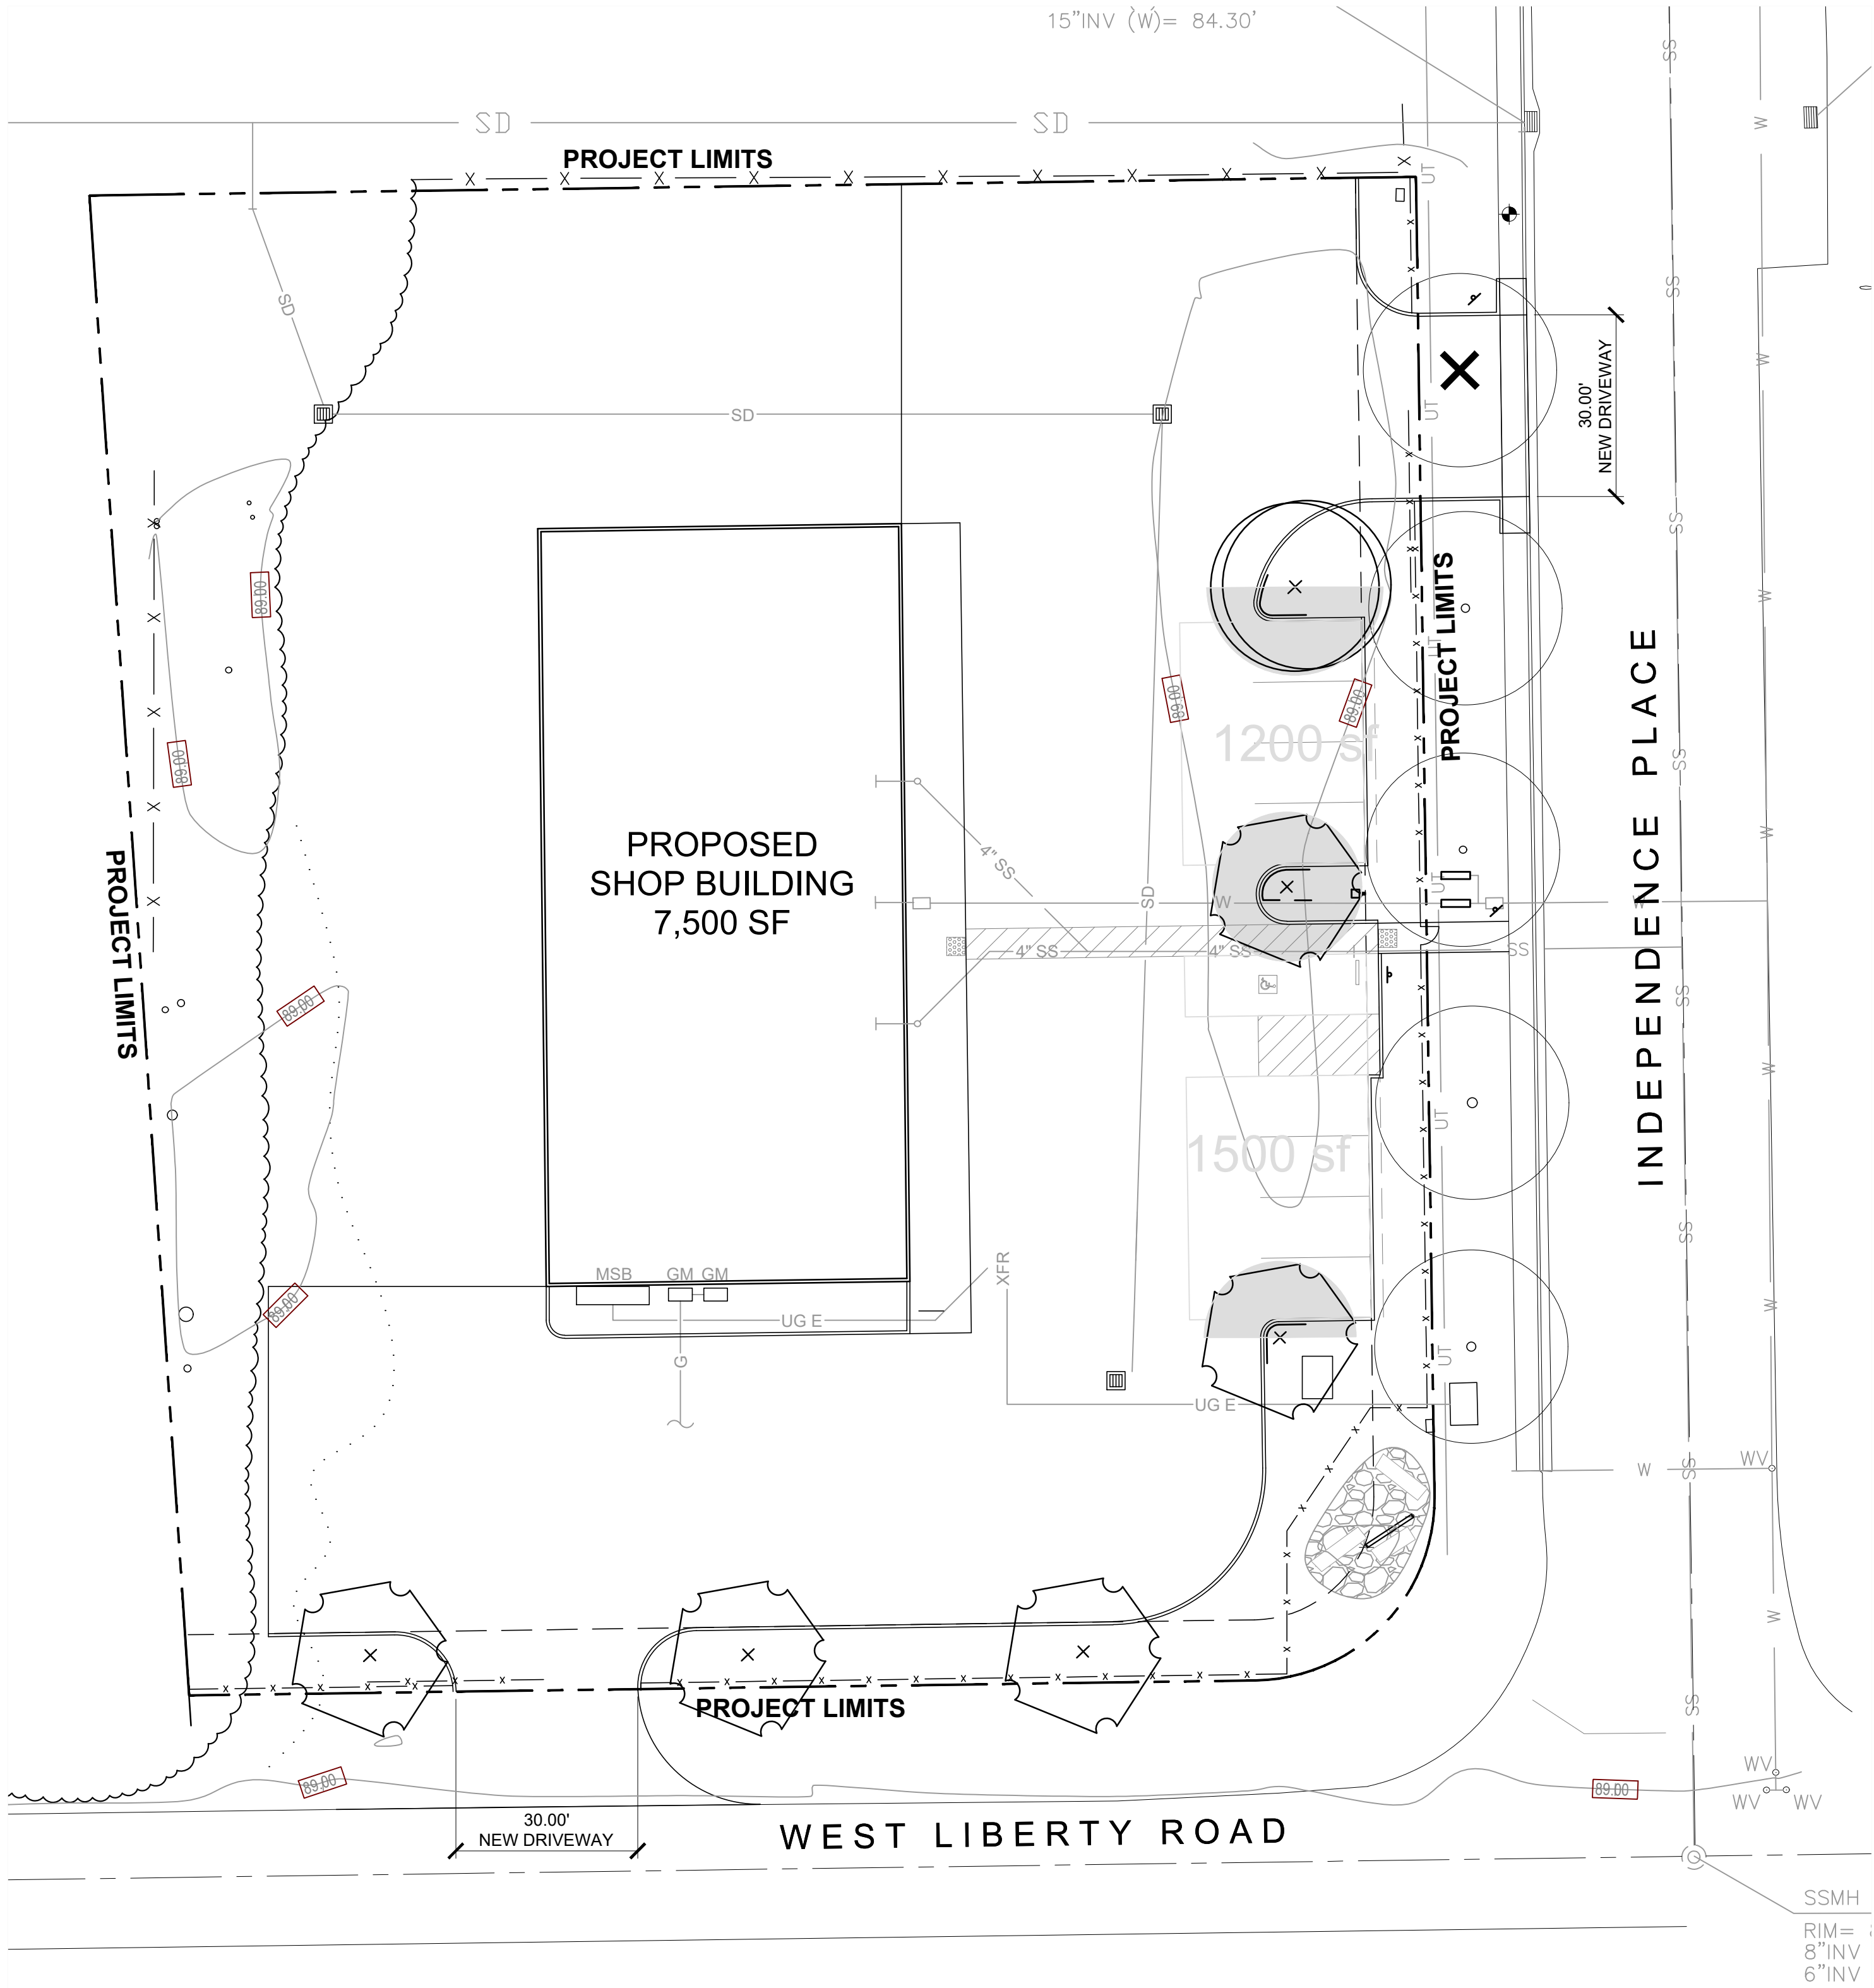 15"INV (W)= 84.30'
SD
SD
PROJECT LIMITS
UT
SS
W
SD
SS
W
30.00'
NEW DRIVEWAY
SD
UT
W
SS
89.00
PROJECT LIMITS
UT
W
89.00
89.00
1200 sf
89.00
SS
INDEPENDENCE PLACE
PROPOSED
SHOP BUILDING
7,500 SF
4" SS
W
PROJECT LIMITS
UT
SD
W
W
4" SS
4" SS
SS
89.00
SS
W
UT
1500 sf
SS
MSB
GM
GM
XFR
89.00
UG E
W
G
UT
UG E
W
SS
WV
W
PROJECT LIMITS
SS
89.00
WV
89.00
WV
WV
30.00'
NEW DRIVEWAY
WEST LIBERTY ROAD
SSMH
RIM=
8"INV
6"INV